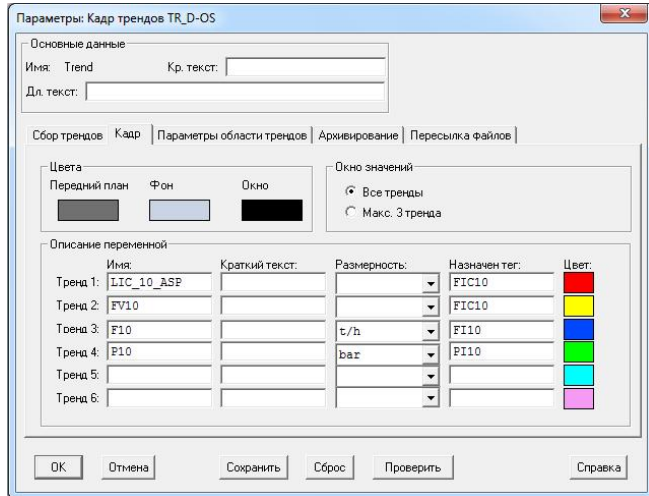 Параметры: Кадр трендов TR_D-OS
Основные данные
Имя: Trend Кр. текст:
Дл. текст:
Сбор трендов Кадр Параметры области трендов Архивирование Пересылка файлов
Цвета Окно значений
Передний план Фон Окно Все тренды
Макс. 3 тренда
Описание переменной
Имя: Краткий текст: Размерность: Назначен тег: Цвет:
Тренд 1: LIC_10_ASP FIC10
Тренд 2: FV10 FIC10
Тренд 3: F10 t/h FI10
Тренд 4: P10 bar PI10
Тренд 5:
Тренд 6:
OK Отмена Сохранить Сброс Проверить Справка